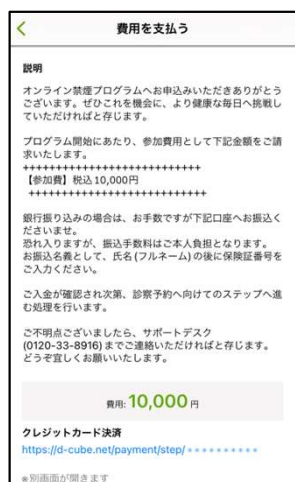 費用を支払う
説明
オンライン禁煙プログラムへお申込みいただきありがとう
ございます。ぜひこれを機会に、より健康な毎日へ挑戦し
ていただければと存じます。
プログラム開始にあたり、参加費用として下記金額をご請
求いたします。
++++++++++++++++++++++++++++
【参加費】税込10,000円
++++++++++++++++++++++++++++
銀行振り込みの場合は、お手数ですが下記口座へお振込く
ださいませ。
恐れ入りますが、振込手数料はご本人負担となります。
お振込名義として、氏名(フルネーム)の後に保険証番号を
ご入力ください。
ご入金が確認され次第、診察予約へ向けてのステップへ進
む処理を行います。
ご不明点ございましたら、サポートデスク
(0120-33-8916)までご連絡いただければと存じます。
どうぞ宜しくお願いいたします。
費用:10,000 円
クレジットカード決済
https://d-cube.net/payment/step/**********
※別画面が開きます